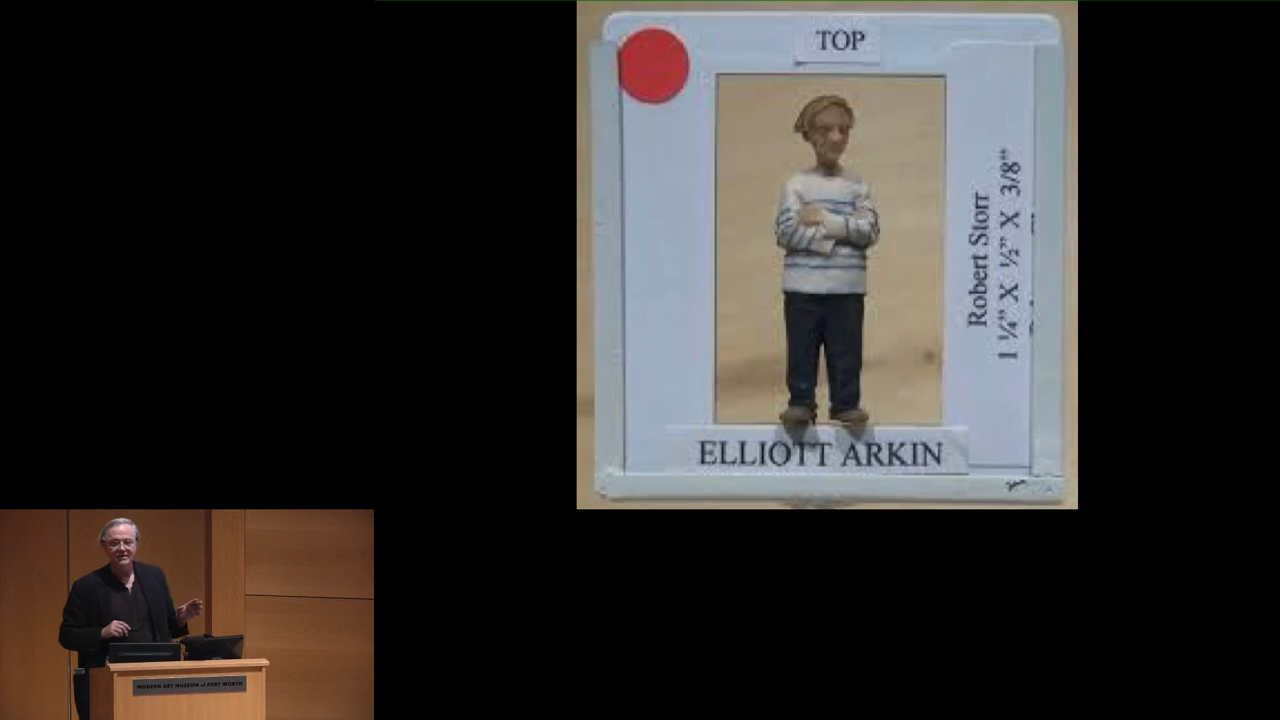 TOP
Robert Storr
1 ¼" X ½" X 3/8"
ELLIOTT ARKIN
MODERN ART MUSEUM of FORT WORTH